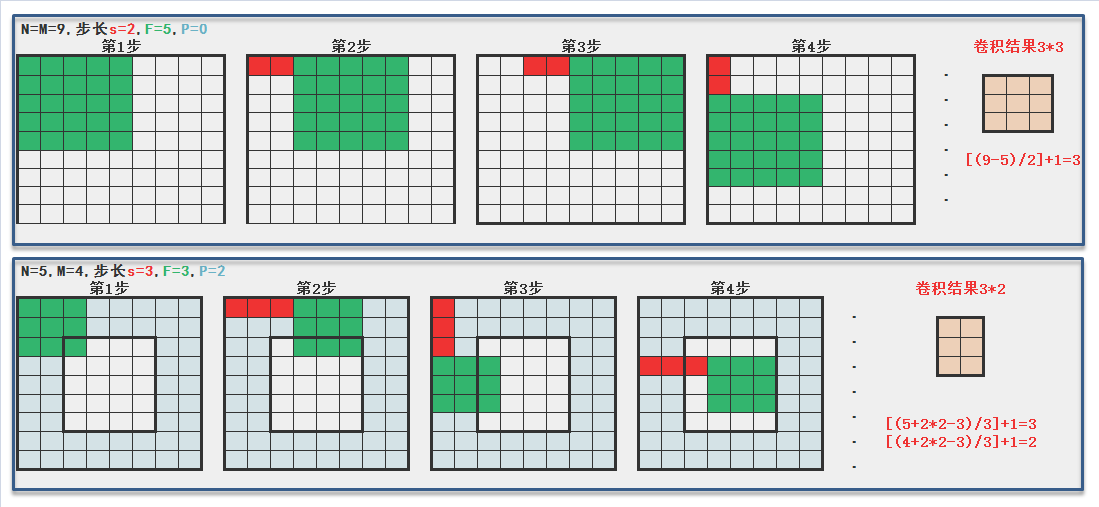 N=M=9,步长s=2,F=5,P=0
第1步
第2步
第3步
第4步
卷积结果3*3
[(9-5)/2]+1=3
N=5,M=4,步长s=3,F=3,P=2
第1步
第2步
第3步
第4步
卷积结果3*2
[(5+2*2-3)/3]+1=3
[(4+2*2-3)/3]+1=2